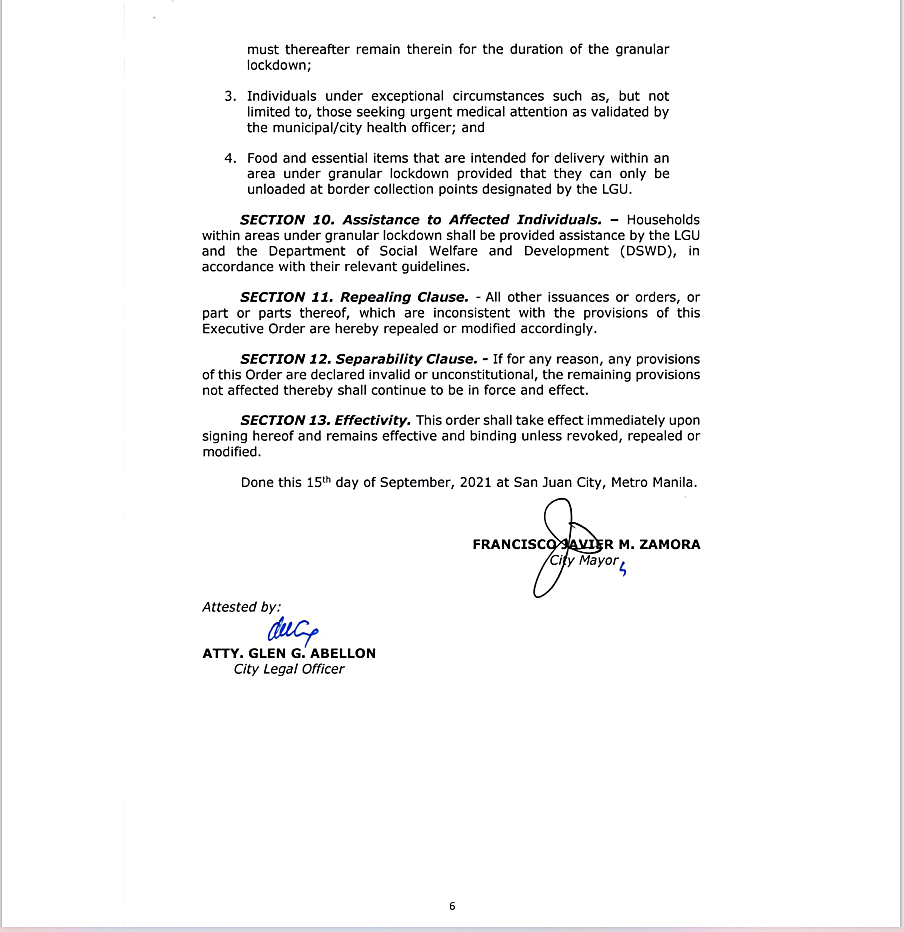 must thereafter remain therein for the duration of the granular
lockdown;
3. Individuals under exceptional circumstances such as, but not
limited to, those seeking urgent medical attention as validated by
the municipal/city health officer; and
4. Food and essential items that are intended for delivery within an
area under granular lockdown provided that they can only be
unloaded at border collection points designated by the LGU.
SECTION 10. Assistance to Affected Individuals. – Households
within areas under granular lockdown shall be provided assistance by the LGU
and the Department of Social Welfare and Development (DSWD), in
accordance with their relevant guidelines.
SECTION 11. Repealing Clause. - All other issuances or orders, or
part or parts thereof, which are inconsistent with the provisions of this
Executive Order are hereby repealed or modified accordingly.
SECTION 12. Separability Clause. - If for any reason, any provisions
of this Order are declared invalid or unconstitutional, the remaining provisions
not affected thereby shall continue to be in force and effect.
SECTION 13. Effectivity. This order shall take effect immediately upon
signing hereof and remains effective and binding unless revoked, repealed or
modified.
Done this 15th day of September, 2021 at San Juan City, Metro Manila.
FRANCISCO JAVIER M. ZAMORA
City Mayor
Attested by:
ATTY. GLEN G. ABELLON
City Legal Officer
6